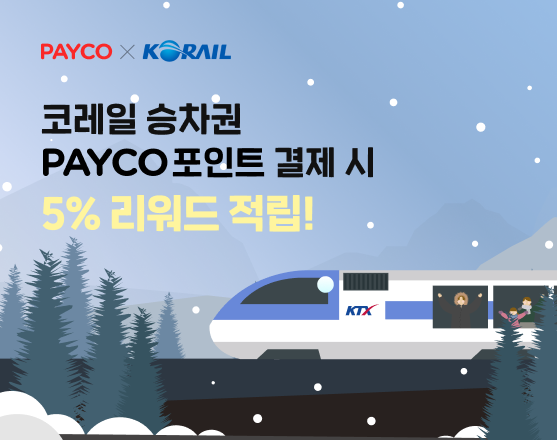 PAYCO × KORAIL
코레일 승차권
PAYCO 포인트 결제 시
5% 리워드 적립!
KTX